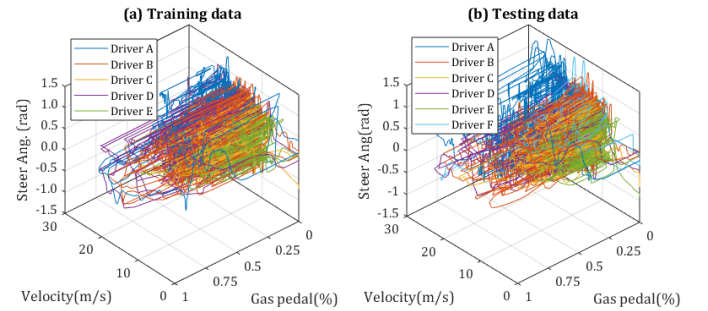 (a) Training data
Driver A
Driver B
Driver C
Driver D
Driver E
Steer Ang. (rad)
1.5
1.0
0.5
0.0
-0.5
-1.0
-1.5
30
20
10
0
Velocity(m/s)
1
0.75
0.5
0.25
0
Gas pedal(%)
(b) Testing data
Driver A
Driver B
Driver C
Driver D
Driver E
Driver F
Steer Ang(rad)
1.5
1.5
0.5
0
-0.5
-1
-1.5
30
20
10
0
Velocity(m/s)
1
0.75
0.5
0.25
0
Gas pedal(%)